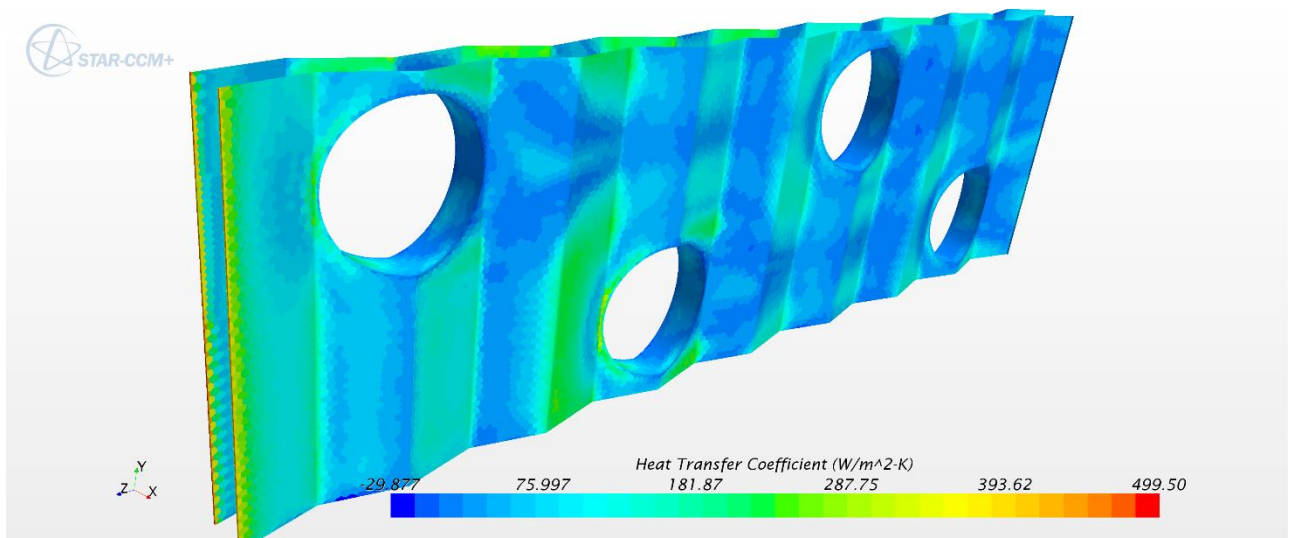 STAR-CCM+
Y
Z X
Heat Transfer Coefficient (W/m^2-K)
-29.877 75.997 181.87 287.75 393.62 499.50